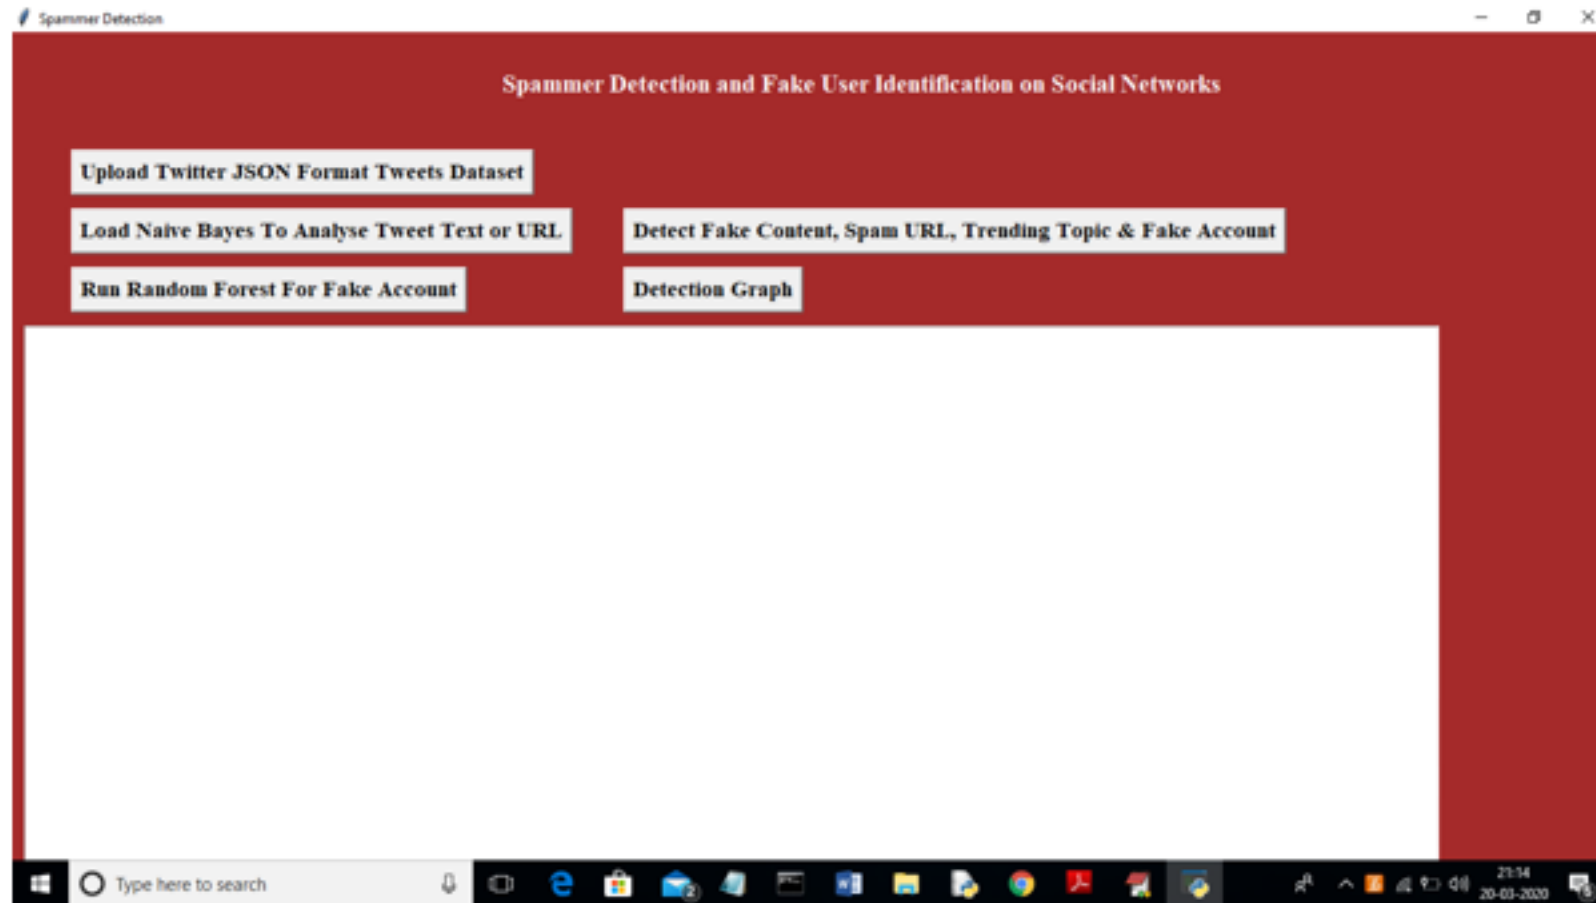 Spammer Detection
Spammer Detection and Fake User Identification on Social Networks
Upload Twitter JSON Format Tweets Dataset
Load Naive Bayes To Analyse Tweet Text or URL
Detect Fake Content, Spam URL, Trending Topic & Fake Account
Run Random Forest For Fake Account
Detection Graph
Type here to search
2
21:14
20-03-2020